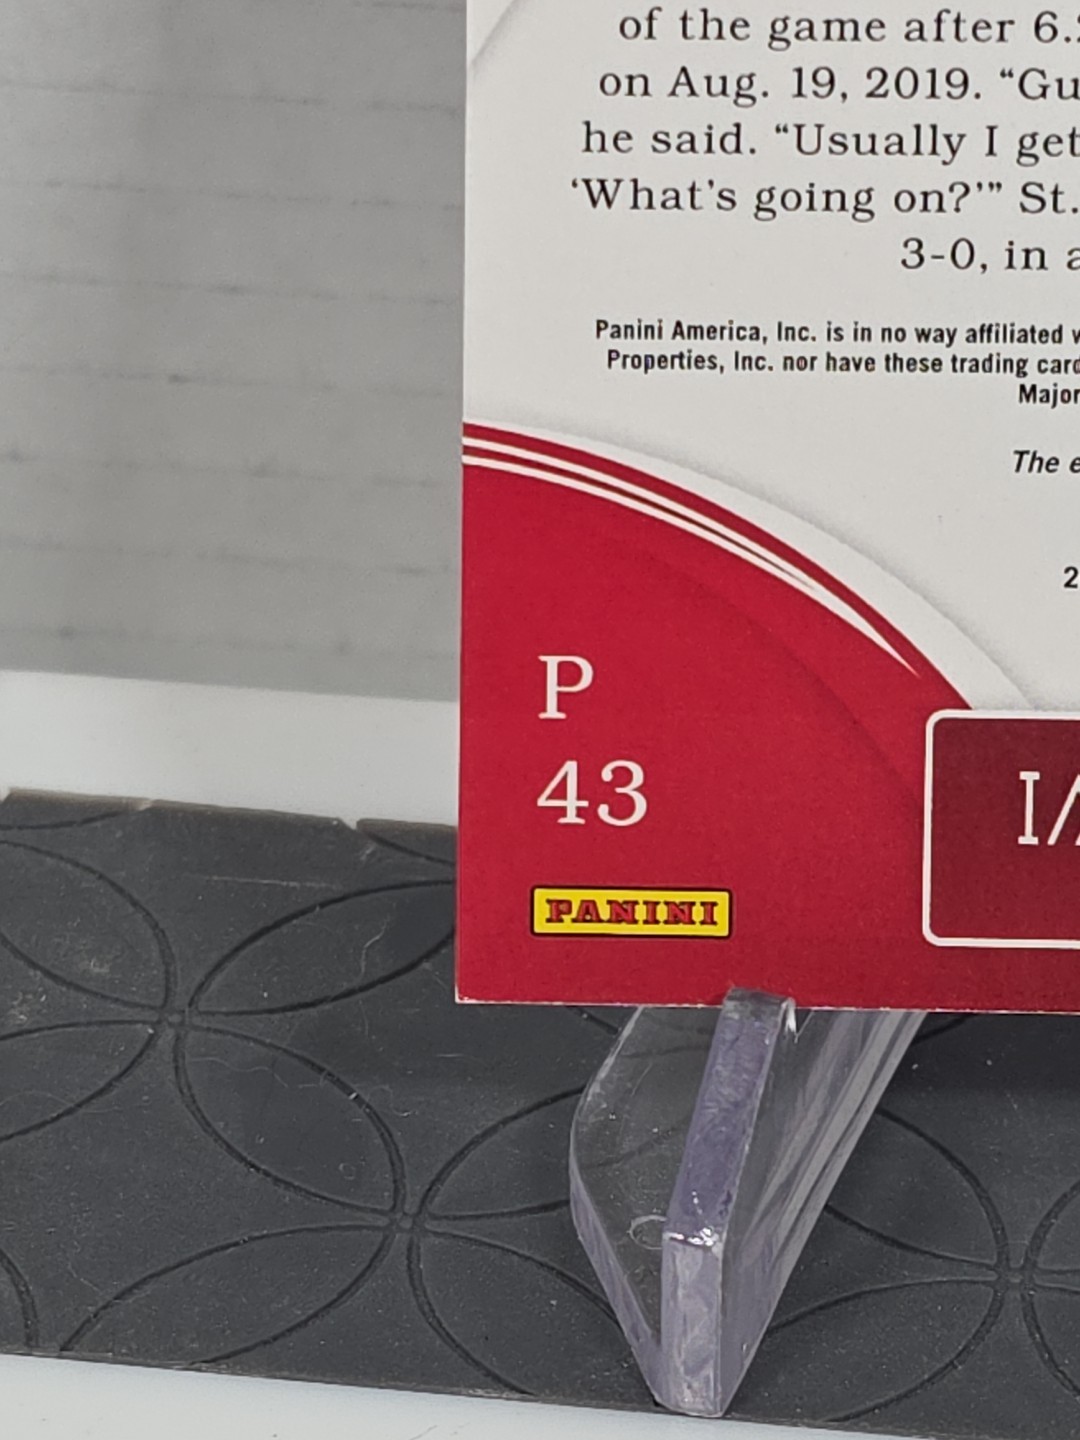 of the game after 6.
on Aug. 19, 2019. “Gu
he said. “Usually I get
‘What’s going on?’” St.
3-0, in a
Panini America, Inc. is in no way affiliated
Properties, Inc. nor have these trading card
Major
The e
2
P
43
I/
PANINI